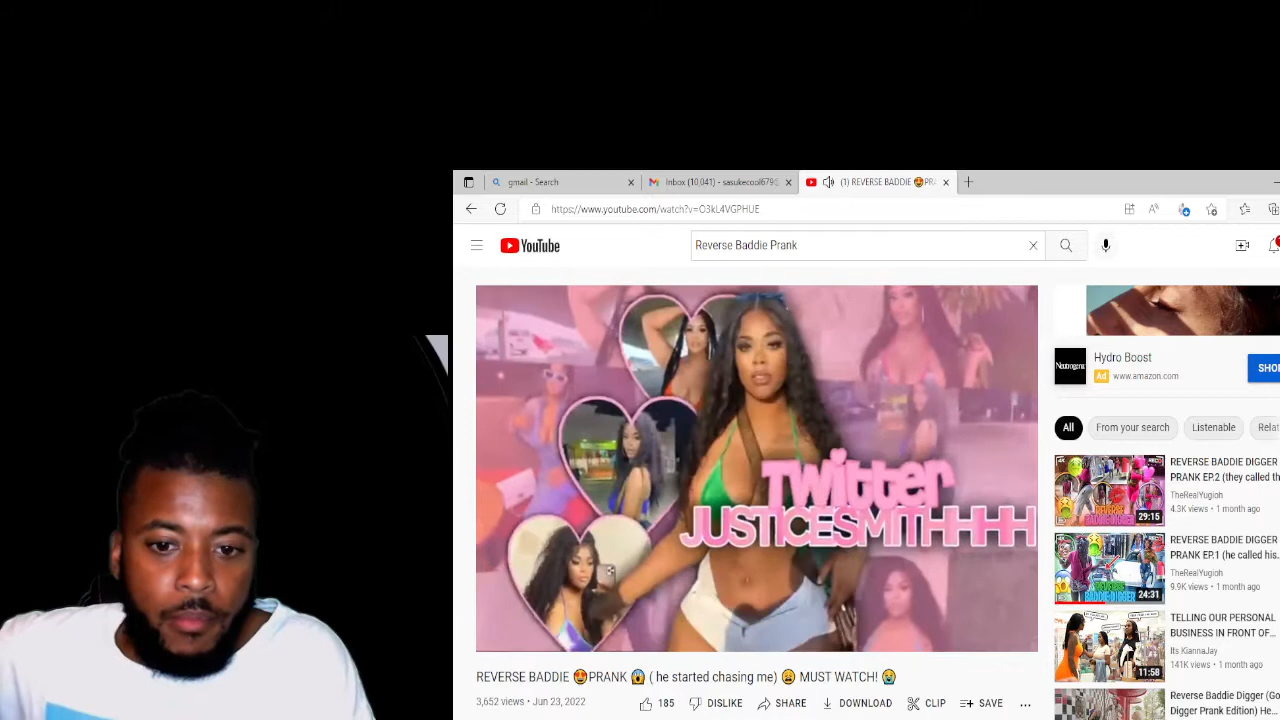 gmail - Search
Inbox (10,041) - sasukecool679
(1) REVERSE BADDIE 😍PR
https://www.youtube.com/watch?v=O3kL4VGPHUE
YouTube
Reverse Baddie Prank
Twitter
JUSTICESMITHHHH
Neutrogena
Hydro Boost
Ad www.amazon.com
SHO
All
From your search
Listenable
Relat
REVERSE BADDIE DIGGER
PRANK EP.2 (they called th
TheRealYugioh
4.3K views • 1 month ago
29:15
REVERSE BADDIE DIGGER
PRANK EP.1 (he called his..
TheRealYugioh
9.9K views • 1 month ago
24:31
TELLING OUR PERSONAL
BUSINESS IN FRONT OF...
Its KiannaJay
141K views • 1 month ago
11:58
Reverse Baddie Digger (Go
Digger Prank Edition) He...
REVERSE BADDIE 😍PRANK 😱 ( he started chasing me) 😩 MUST WATCH! 😭
3,652 views • Jun 23, 2022
185
DISLIKE
SHARE
DOWNLOAD
CLIP
SAVE